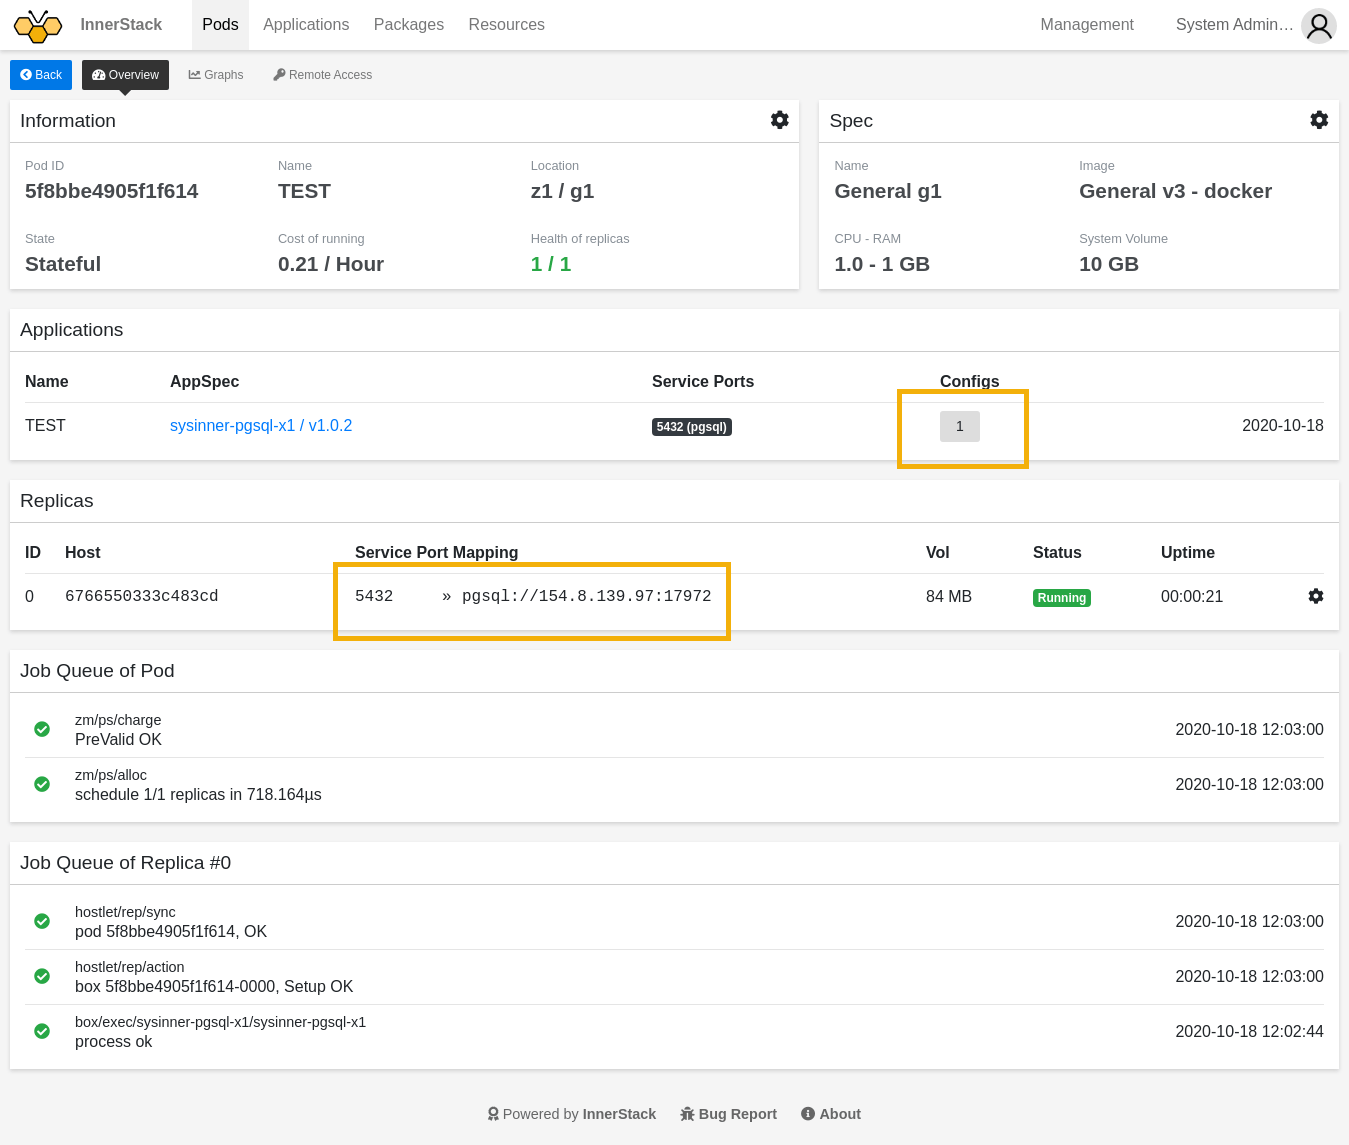 InnerStack Pods Applications Packages Resources Management System Admin…
Back Overview Graphs Remote Access
Information
Pod ID Name Location
5f8bbe4905f1f614 TEST z1 / g1
State Cost of running Health of replicas
Stateful 0.21 / Hour 1 / 1
Spec
Name Image
General g1 General v3 - docker
CPU - RAM System Volume
1.0 - 1 GB 10 GB
Applications
Name AppSpec Service Ports Configs
TEST sysinner-pgsql-x1 / v1.0.2 5432 (pgsql) 1 2020-10-18
Replicas
ID Host Service Port Mapping Vol Status Uptime
0 6766550333c483cd 5432 » pgsql://154.8.139.97:17972 84 MB Running 00:00:21
Job Queue of Pod
zm/ps/charge
PreValid OK 2020-10-18 12:03:00
zm/ps/alloc
schedule 1/1 replicas in 718.164µs 2020-10-18 12:03:00
Job Queue of Replica #0
hostlet/rep/sync
pod 5f8bbe4905f1f614, OK 2020-10-18 12:03:00
hostlet/rep/action
box 5f8bbe4905f1f614-0000, Setup OK 2020-10-18 12:03:00
box/exec/sysinner-pgsql-x1/sysinner-pgsql-x1
process ok 2020-10-18 12:02:44
Powered by InnerStack Bug Report About